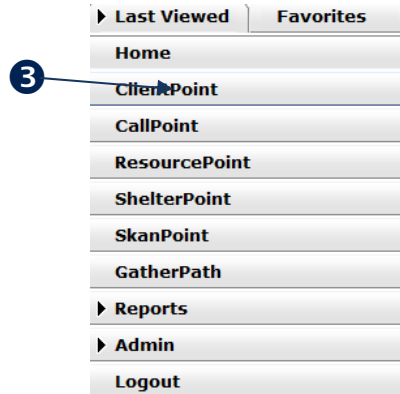 Last Viewed Favorites
Home
3
ClientPoint
CallPoint
ResourcePoint
ShelterPoint
SkanPoint
GatherPath
Reports
Admin
Logout